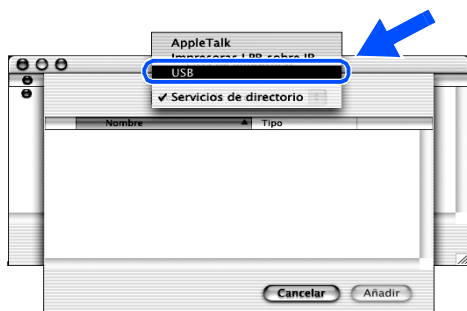 AppleTalk
Impresoras LPR sobre IP
USB
✓ Servicios de directorio
Nombre
Tipo
Cancelar
Añadir